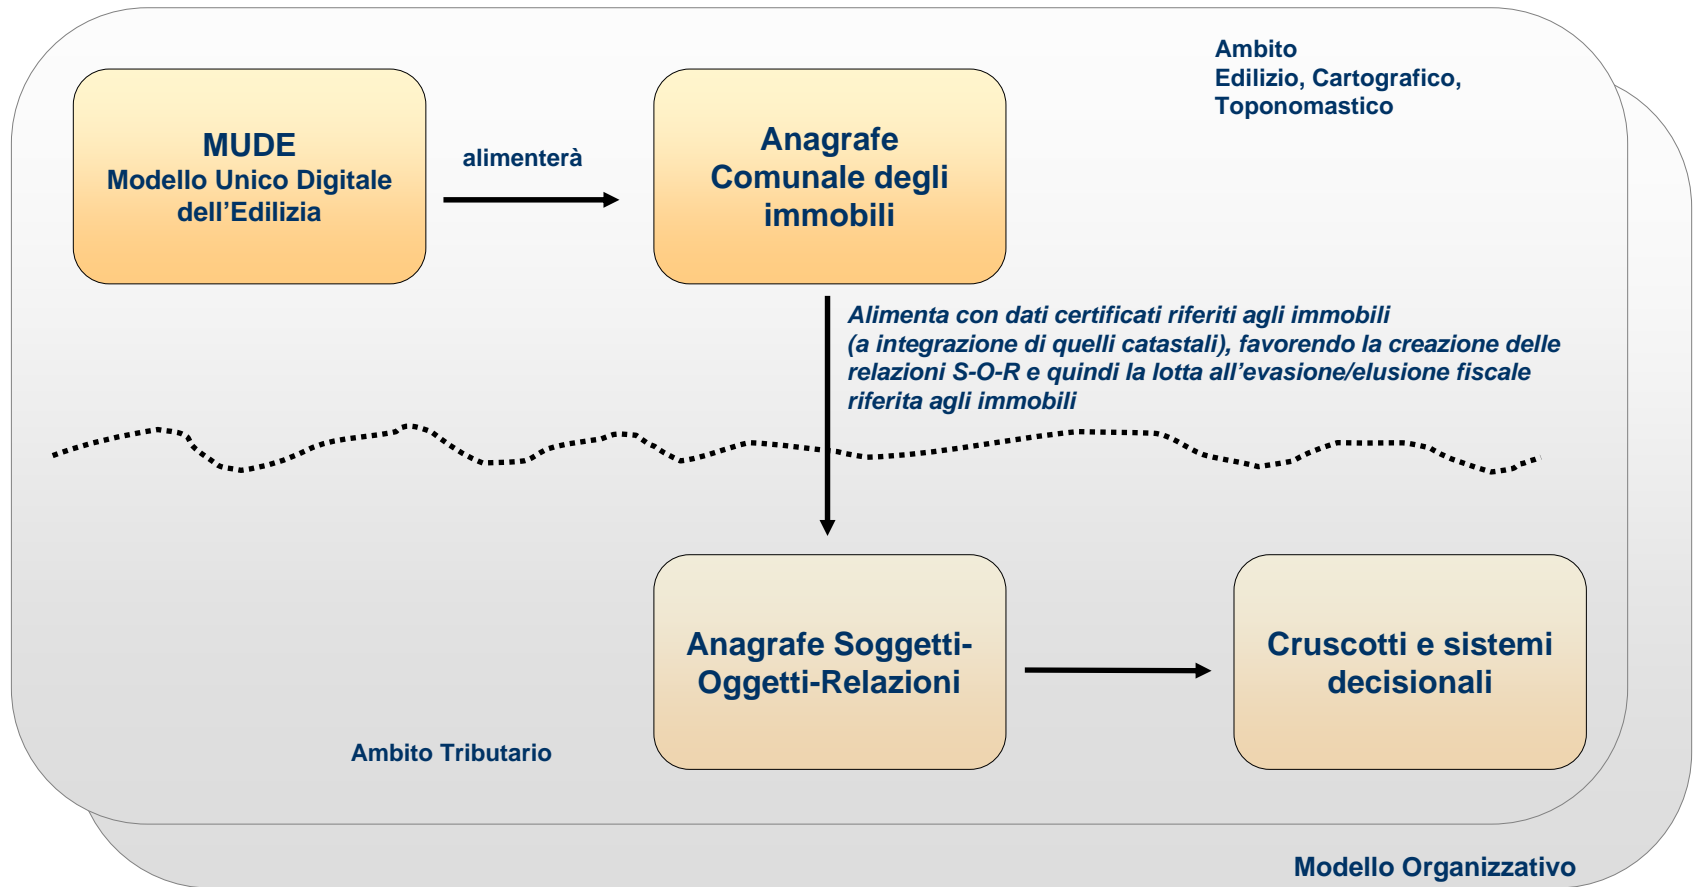 Ambito
Edilizio, Cartografico,
Toponomastico
MUDE
Modello Unico Digitale
dell’Edilizia
alimenterà
Anagrafe
Comunale degli
immobili
Alimenta con dati certificati riferiti agli immobili
(a integrazione di quelli catastali), favorendo la creazione delle
relazioni S-O-R e quindi la lotta all’evasione/elusione fiscale
riferita agli immobili
Anagrafe Soggetti-
Oggetti-Relazioni
Cruscotti e sistemi
decisionali
Ambito Tributario
Modello Organizzativo